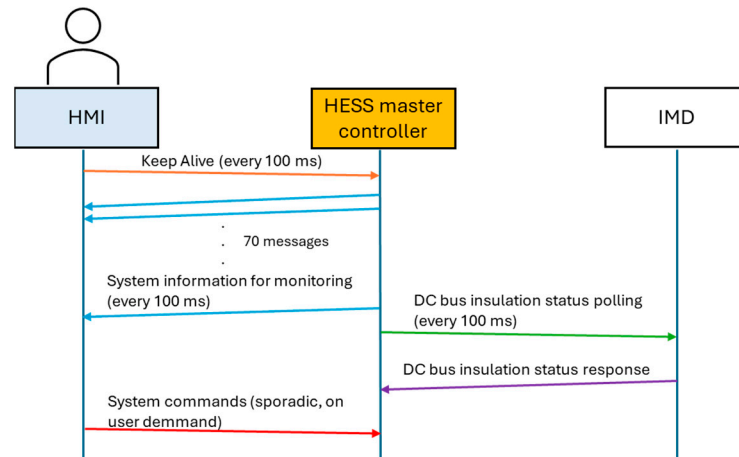 HMI
HESS master
controller
IMD
Keep Alive (every 100 ms)
.
. 70 messages
.
System information for monitoring
(every 100 ms)
DC bus insulation status polling
(every 100 ms)
DC bus insulation status response
System commands (sporadic, on
user demmand)